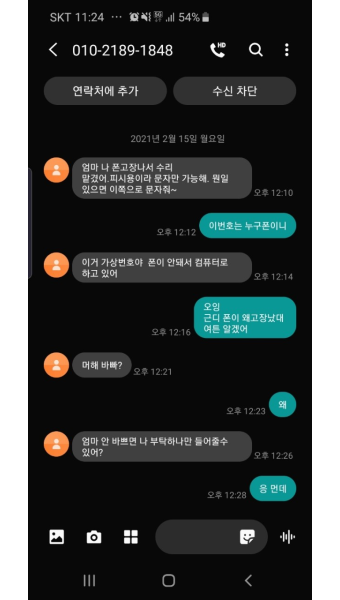 SKT 11:24 ··· 54%
010-2189-1848
연락처에 추가
수신 차단
2021년 2월 15일 월요일
엄마 나 폰고장나서 수리
맡겼어.피시용이라 문자만 가능해. 뭔일
있으면 이쪽으로 문자줘~
오후 12:10
이번호는 누구폰이니
오후 12:12
이거 가상번호야 폰이 안돼서 컴퓨터로
하고 있어
오후 12:14
오잉
근디 폰이 왜고장났대
여튼 알겠어
오후 12:16
머해 바빠?
오후 12:21
왜
오후 12:23
엄마 안 바쁘면 나 부탁하나만 들어줄수
있어?
오후 12:26
응 먼데
오후 12:28